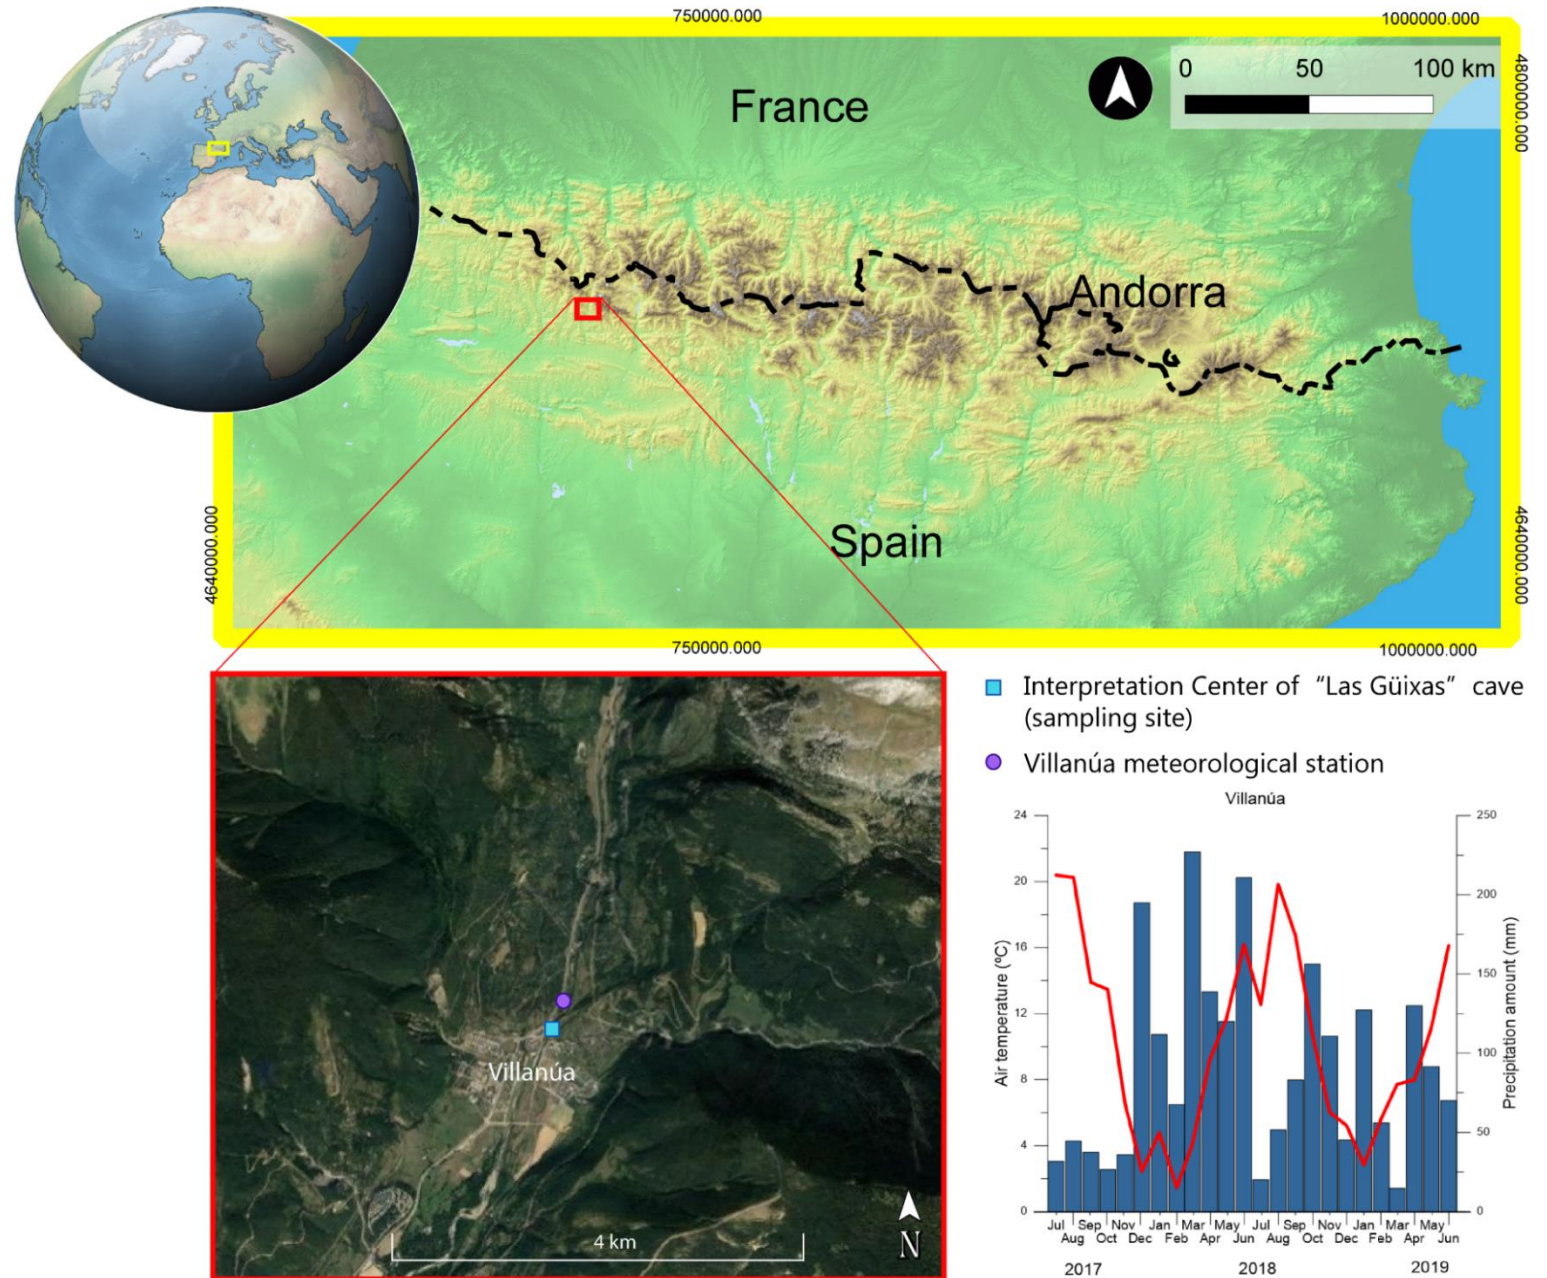 750000.000
1000000.000
0 50 100 km
4800000.000
France
Andorra
Spain
4640000.000
4640000.000
750000.000
1000000.000
Interpretation Center of “Las Güixas” cave
(sampling site)
Villanúa meteorological station
Villanúa
4 km
N
Villanúa
24
20
16
12
8
4
0
Air temperature (ºC)
250
200
150
100
50
0
Precipitation amount (mm)
Jul Sep Nov Jan Mar May Jul Sep Nov Jan Mar May
Aug Oct Dec Feb Apr Jun Aug Oct Dec Feb Apr Jun
2017 2018 2019